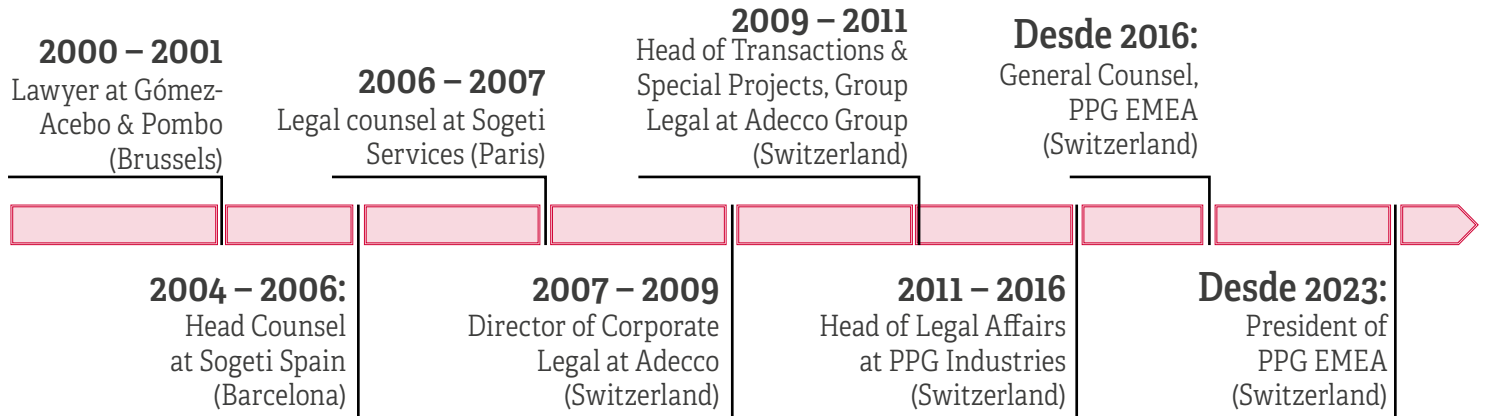 2000 – 2001
Lawyer at Gómez-
Acebo & Pombo
(Brussels)
2004 – 2006:
Head Counsel
at Sogeti Spain
(Barcelona)
2006 – 2007
Legal counsel at Sogeti
Services (Paris)
2007 – 2009
Director of Corporate
Legal at Adecco
(Switzerland)
2009 – 2011
Head of Transactions &
Special Projects, Group
Legal at Adecco Group
(Switzerland)
2011 – 2016
Head of Legal Affairs
at PPG Industries
(Switzerland)
Desde 2016:
General Counsel,
PPG EMEA
(Switzerland)
Desde 2023:
President of
PPG EMEA
(Switzerland)